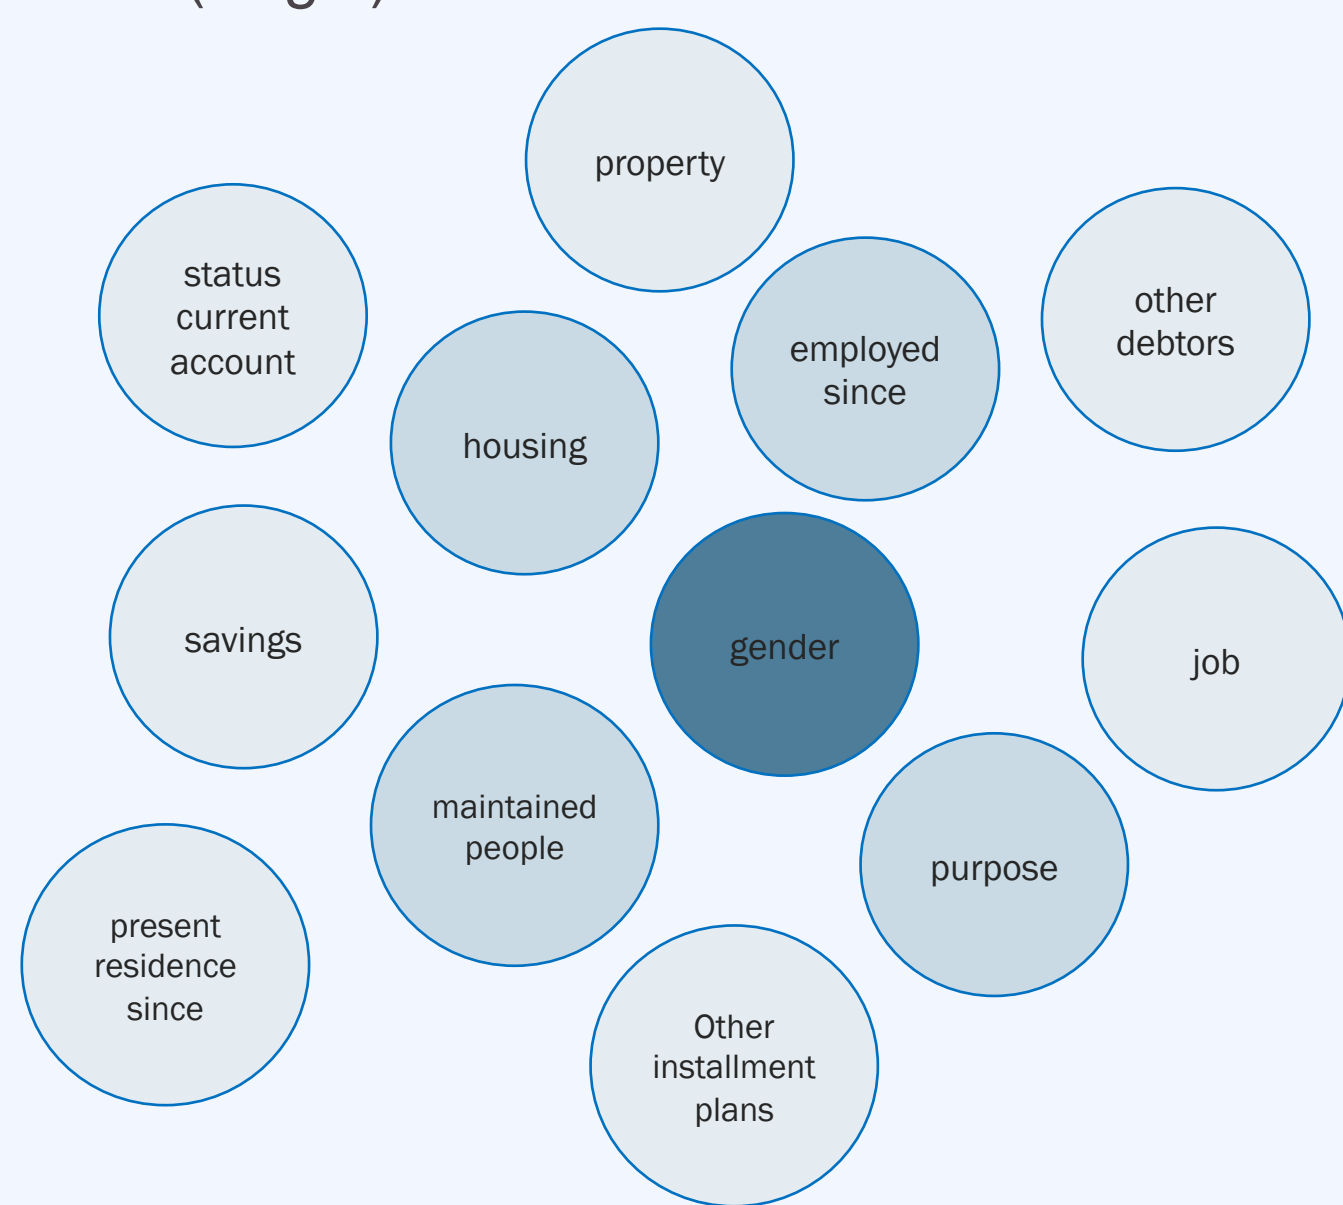 property
status
current
account
other
debtors
employed
since
housing
savings
gender
job
maintained
people
purpose
present
residence
since
Other
installment
plans